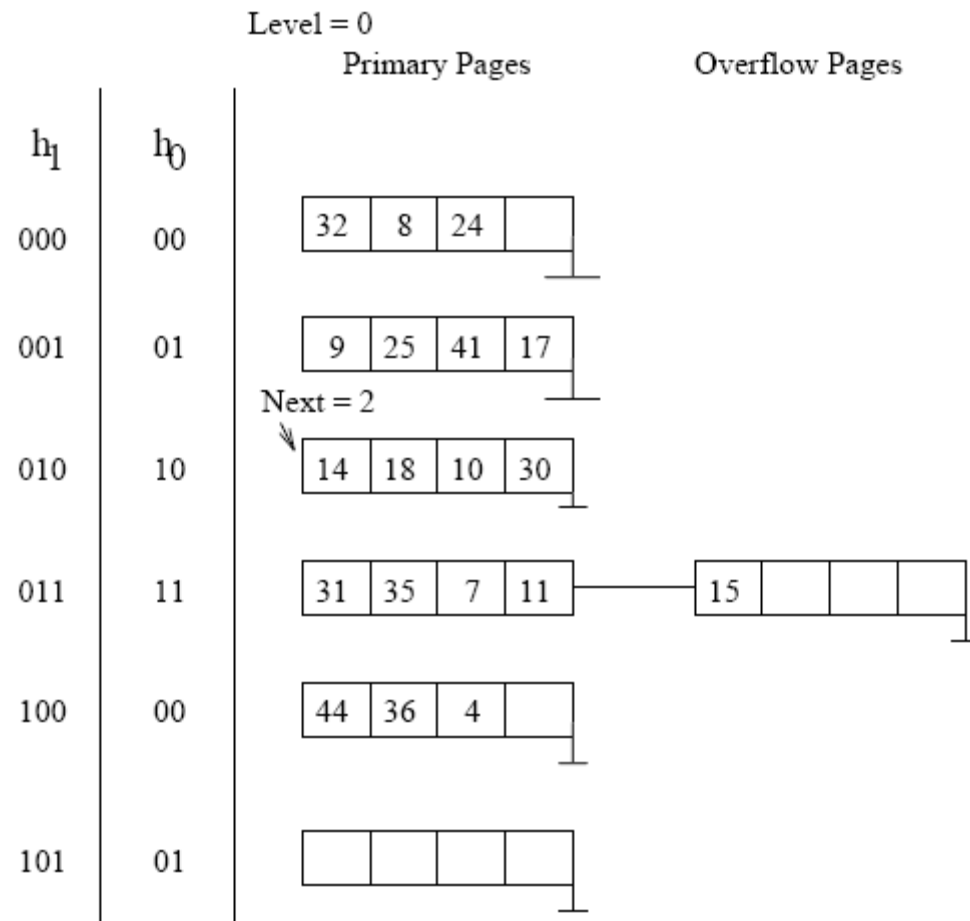 Level = 0
Primary Pages Overflow Pages
h1 h0
000 00 32 8 24
001 01 9 25 41 17
Next = 2
010 10 14 18 10 30
011 11 31 35 7 11 15
100 00 44 36 4
101 01